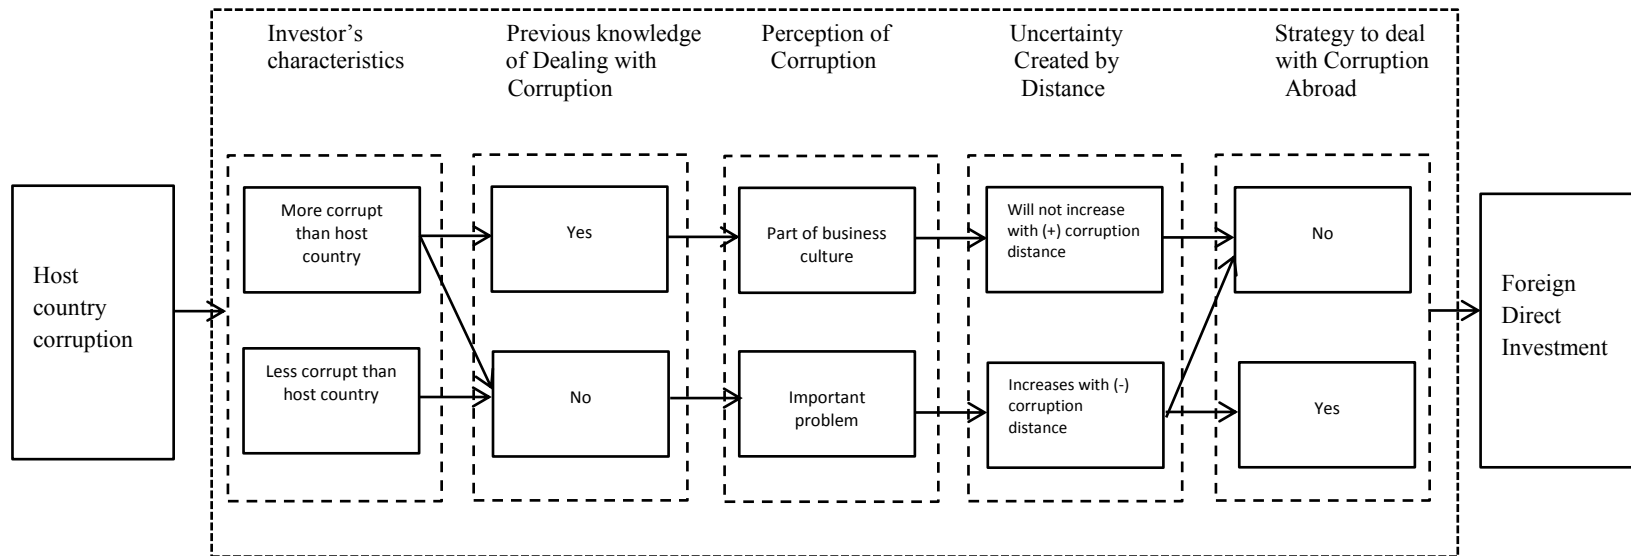 Investor’s
characteristics
Previous knowledge
of Dealing with
Corruption
Perception of
Corruption
Uncertainty
Created by
Distance
Strategy to deal
with Corruption
Abroad
Host
country
corruption
More corrupt
than host
country
Yes
Part of business
culture
Will not increase
with (+) corruption
distance
No
Less corrupt than
host country
No
Important
problem
Increases with (-)
corruption
distance
Yes
Foreign
Direct
Investment